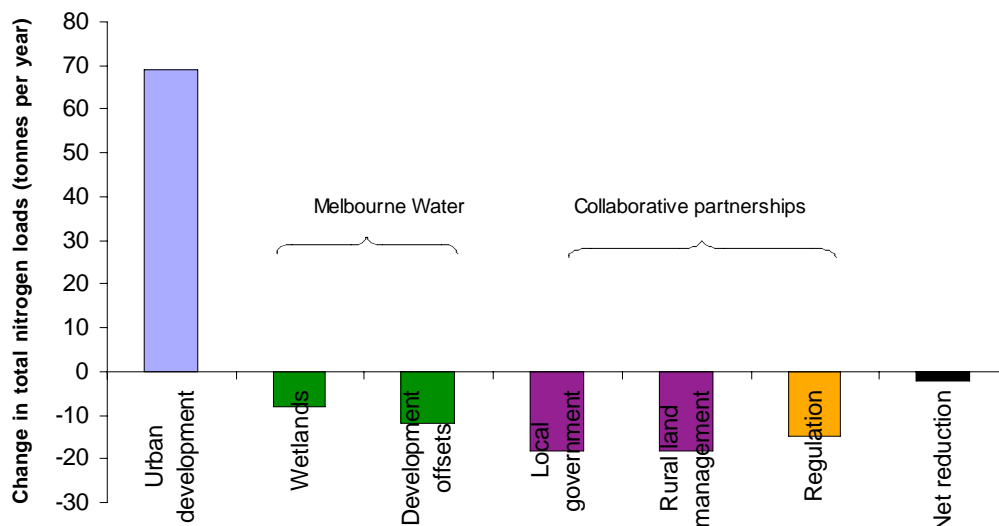 Change in total nitrogen loads (tonnes per year)
80
70
60
50
40
30
20
10
0
-10
-20
-30
Melbourne Water
Collaborative partnerships
Urban
development
Wetlands
Development
offsets
Local
government
Rural land
management
Regulation
Net reduction